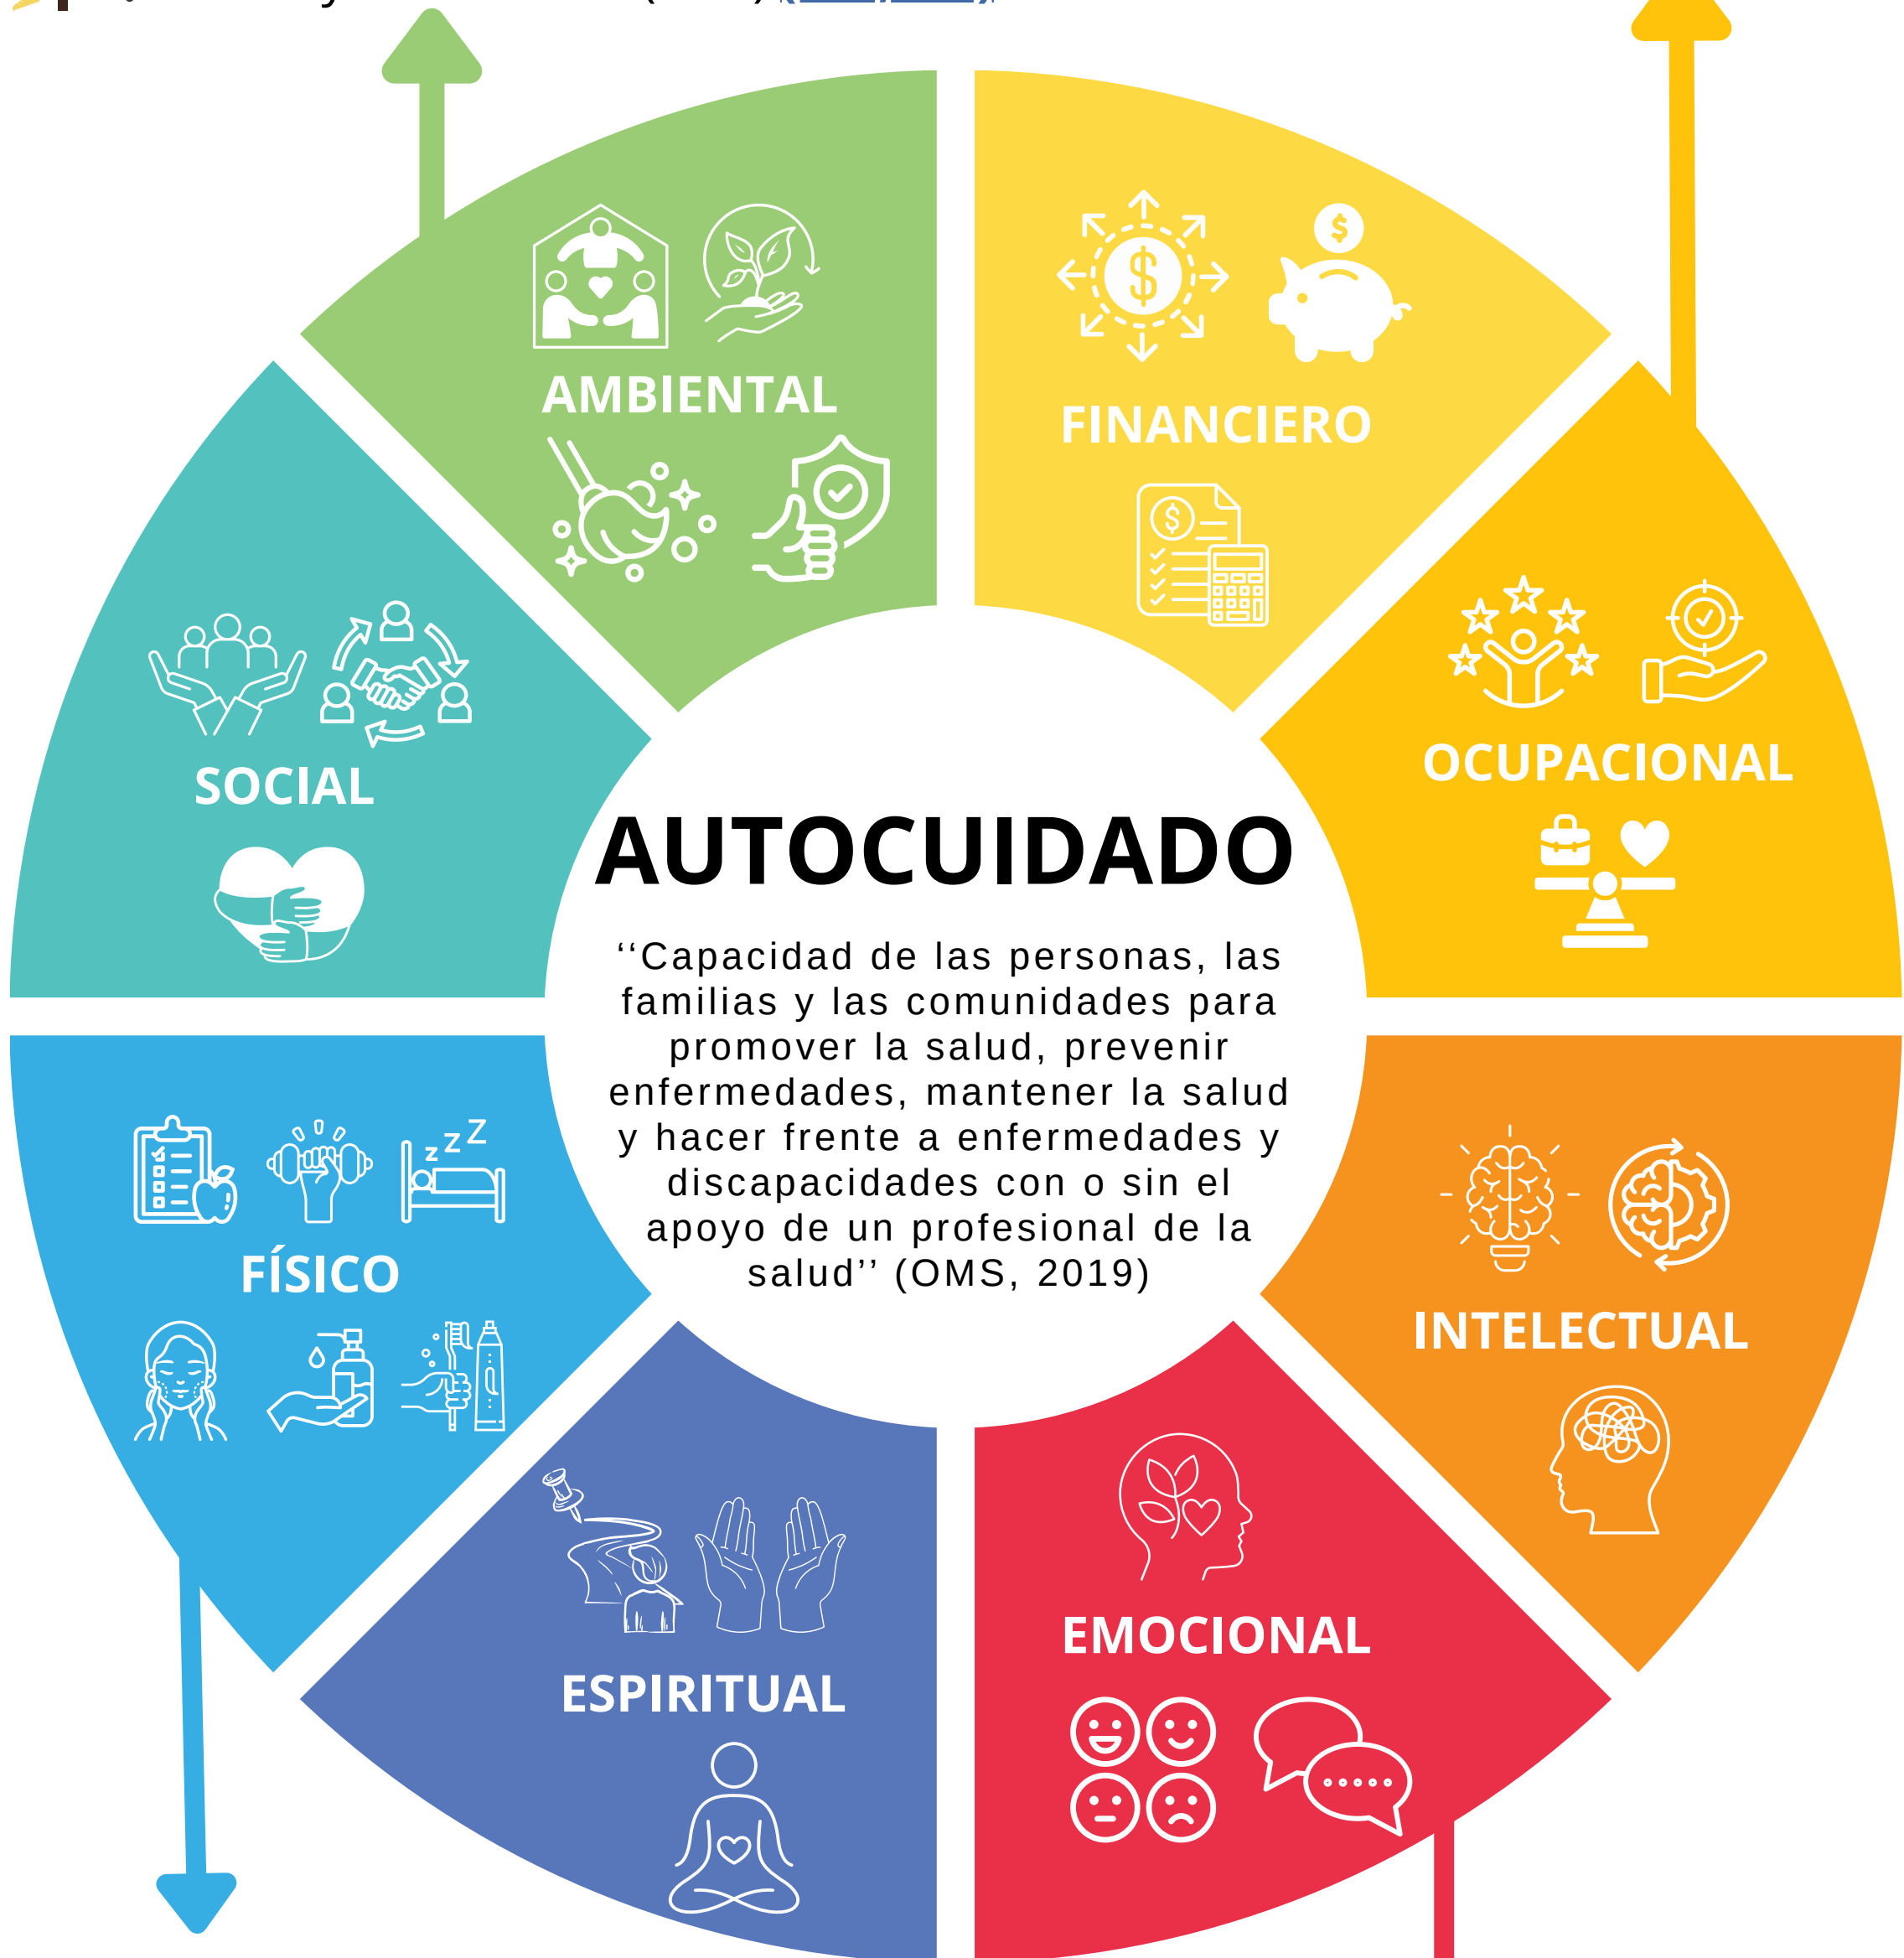 AMBIENTAL
FINANCIERO
SOCIAL
OCUPACIONAL
AUTOCUIDADO
‘‘Capacidad de las personas, las
familias y las comunidades para
promover la salud, prevenir
enfermedades, mantener la salud
y hacer frente a enfermedades y
discapacidades con o sin el
apoyo de un profesional de la
salud’’ (OMS, 2019)
FÍSICO
INTELECTUAL
ESPIRITUAL
EMOCIONAL